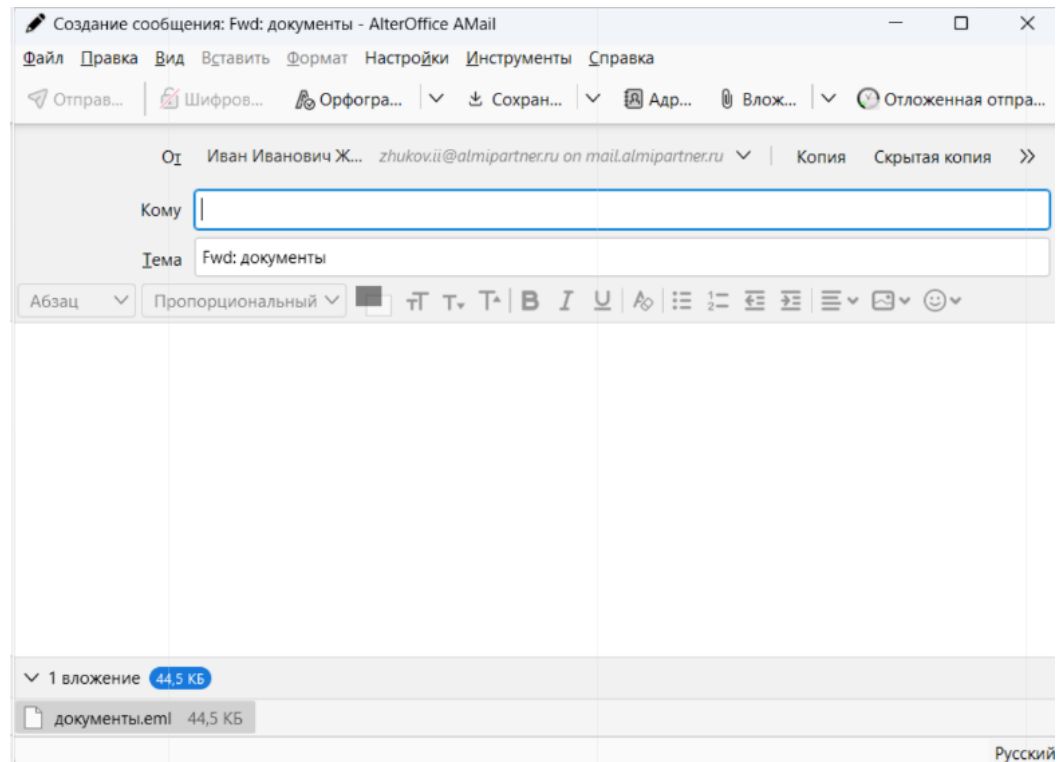 Создание сообщения: Fwd: документы - AlterOffice AMail
Файл Правка Вид Вставить Формат Настройки Инструменты Справка
Отправ... Шифров... Орфогра... Сохран... Адр... Влож... Отложенная отпра...
От Иван Иванович Ж... zhukov.ii@almipartner.ru on mail.almipartner.ru Копия Скрытая копия
Кому
Тема Fwd: документы
Абзац Пропорциональный
1 вложение 44,5 КБ
документы.eml 44,5 КБ
Русский